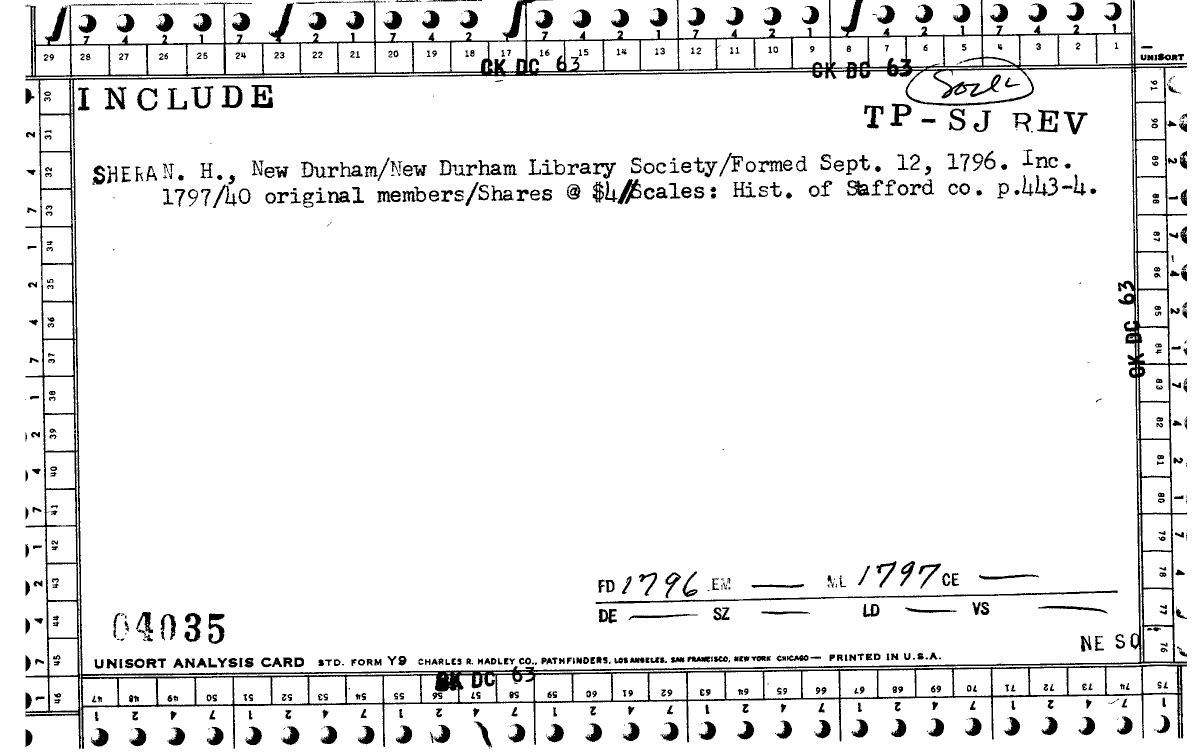 7 4 2 1 7 2 1 7 4 2 7 4 2 1 7 4 2 1 7 4 2 1 7 4 2 1
29 28 27 26 25 24 23 22 21 20 19 18 17 16 15 14 13 12 11 10 9 8 7 6 5 4 3 2 1 UNISORT
CK DC 63 CK DC 63
INCLUDE
TP-SJ REV
SHERA N. H., New Durham/New Durham Library Society/Formed Sept. 12, 1796. Inc.
1797/40 original members/Shares @ $4//Scales: Hist. of Stafford co. p.443-4.
30 31 32 33 34 35 36 37 38 39 40 41 42 43 44 45 46
91 90 89 88 87 86 85 84 83 82 81 80 79 78 77 76
CK DC 63
FD 1796 EM — ML 1797 CE —
DE — SZ — LD — VS —
04035
NE SO
UNISORT ANALYSIS CARD STD. FORM Y9 CHARLES R. HADLEY CO., PATHFINDERS, LOS ANGELES, SAN FRANCISCO, NEW YORK CHICAGO — PRINTED IN U.S.A.
CK DC 63
47 48 49 50 51 52 53 54 55 56 57 58 59 60 61 62 63 64 65 66 67 68 69 70 71 72 73 74 75